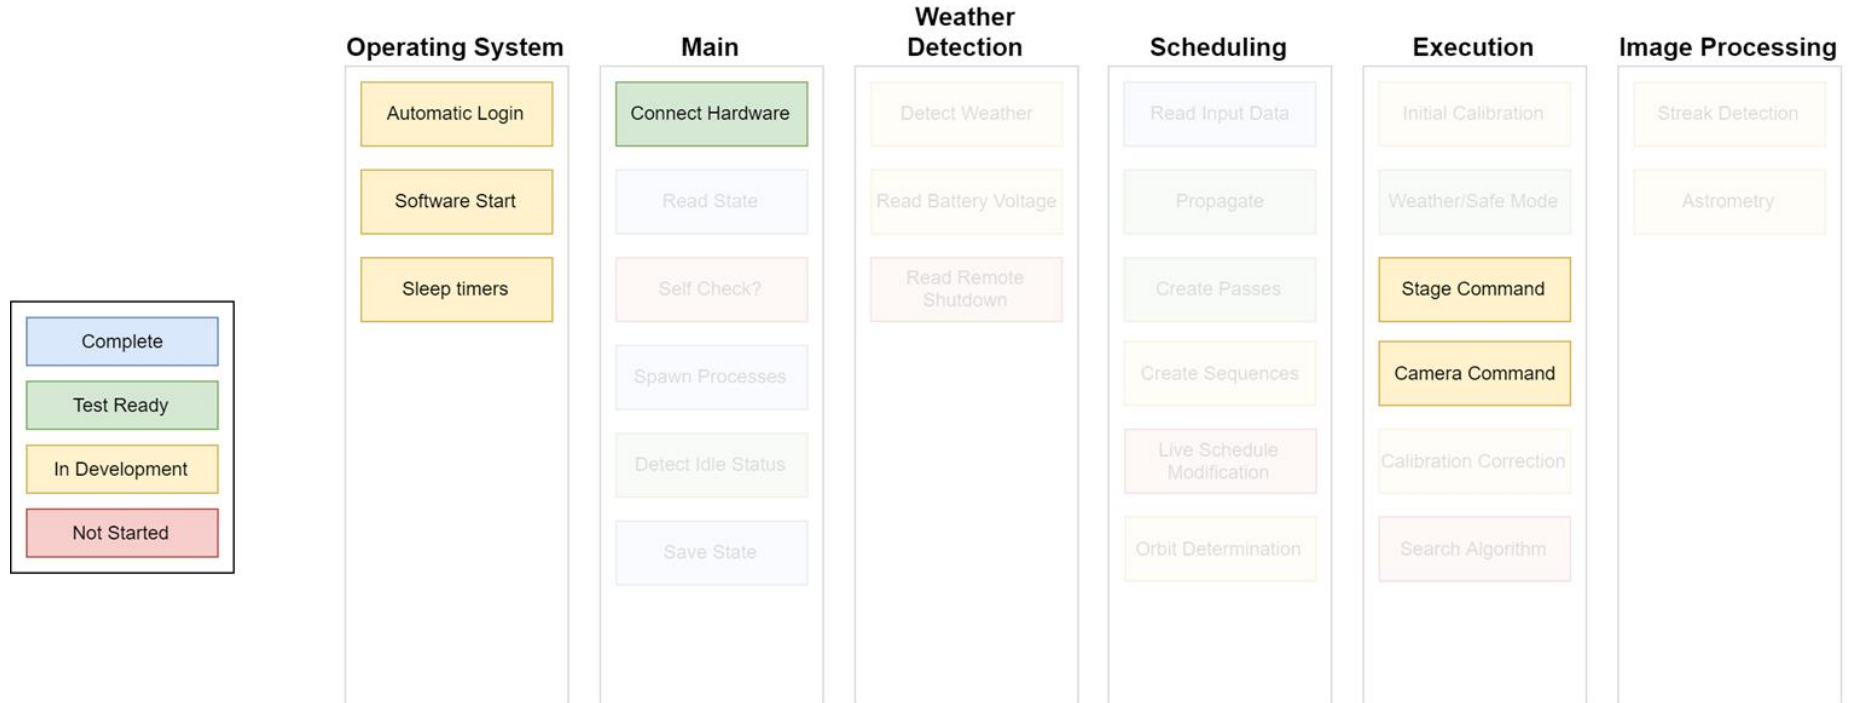 Weather
Detection
Operating System
Main
Scheduling
Execution
Image Processing
Automatic Login
Software Start
Sleep timers
Connect Hardware
Read State
Self Check?
Spawn Processes
Detect Idle Status
Save State
Detect Weather
Read Battery Voltage
Read Remote
Shutdown
Read Input Data
Propagate
Create Passes
Create Sequences
Live Schedule
Modification
Orbit Determination
Initial Calibration
Weather/Safe Mode
Stage Command
Camera Command
Calibration Correction
Search Algorithm
Streak Detection
Astrometry
Complete
Test Ready
In Development
Not Started